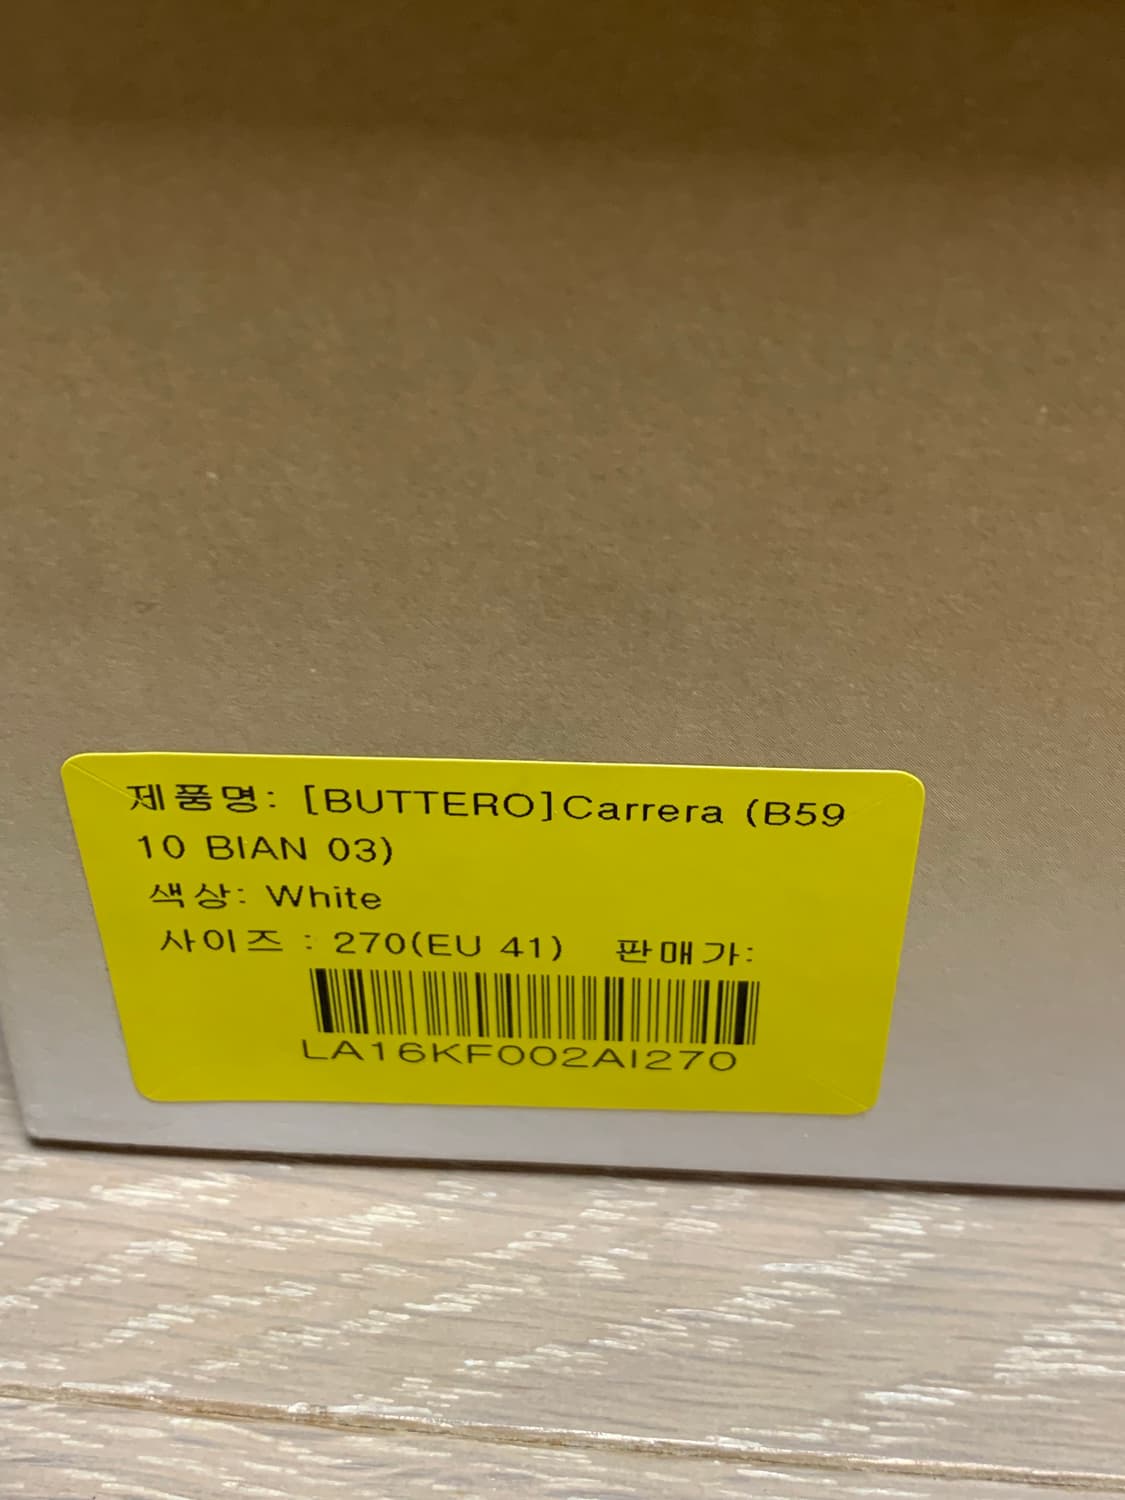 제품명: [BUTTERO]Carrera (B59
10 BIAN 03)
색상: White
사이즈 : 270(EU 41) 판매가:
LA16KF002AI270